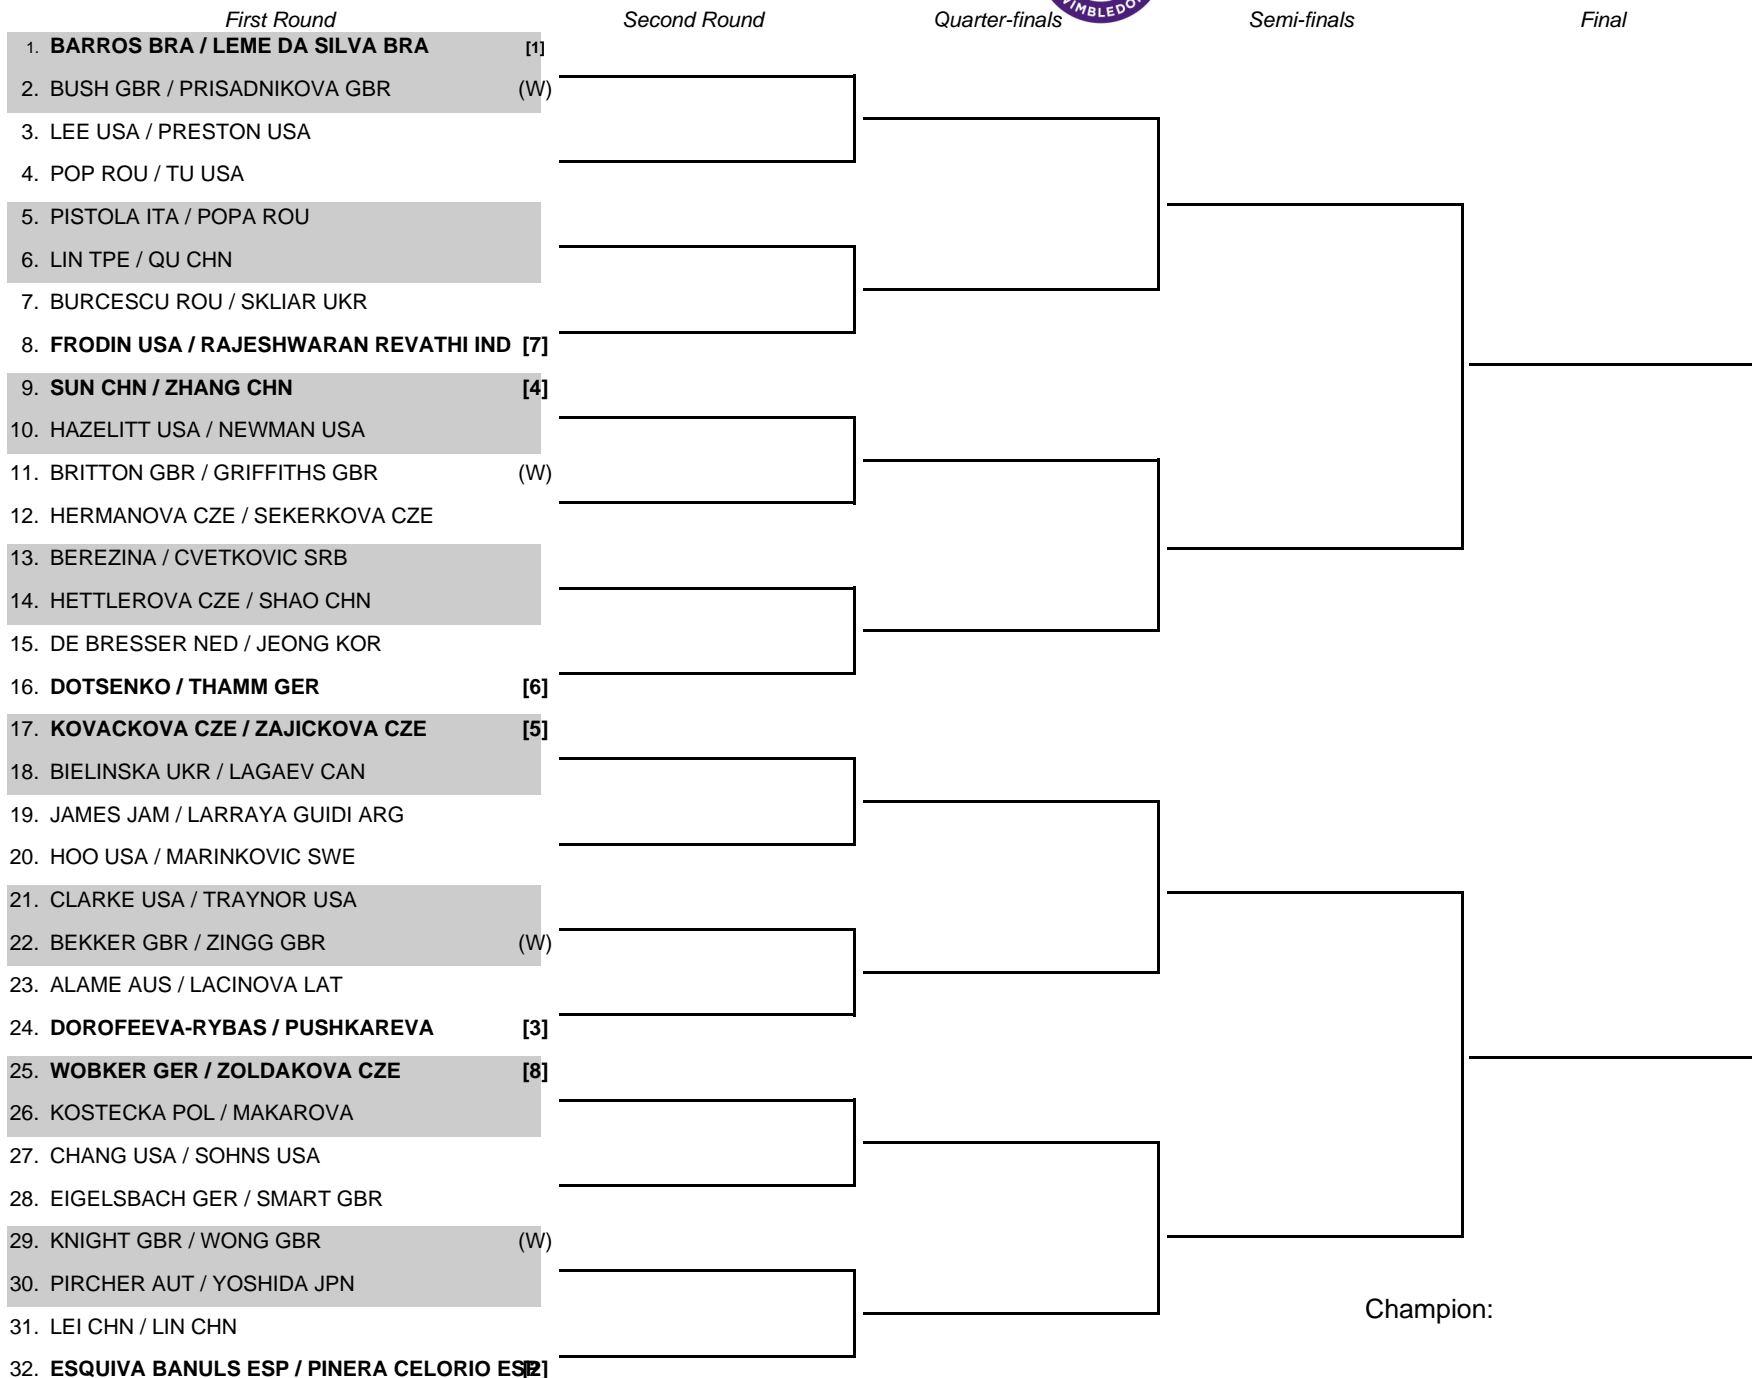 WIMBLEDON
First Round Second Round Quarter-finals Semi-finals Final
1. BARROS BRA / LEME DA SILVA BRA [1]
2. BUSH GBR / PRISADNIKOVA GBR (W)
3. LEE USA / PRESTON USA
4. POP ROU / TU USA
5. PISTOLA ITA / POPA ROU
6. LIN TPE / QU CHN
7. BURCESCU ROU / SKLIAR UKR
8. FRODIN USA / RAJESHWARAN REVATHI IND [7]
9. SUN CHN / ZHANG CHN [4]
10. HAZELITT USA / NEWMAN USA
11. BRITTON GBR / GRIFFITHS GBR (W)
12. HERMANOVA CZE / SEKERKOVA CZE
13. BEREZINA / CVETKOVIC SRB
14. HETTLEROVA CZE / SHAO CHN
15. DE BRESSER NED / JEONG KOR
16. DOTSENKO / THAMM GER [6]
17. KOVACKOVA CZE / ZAJICKOVA CZE [5]
18. BIELINSKA UKR / LAGAEV CAN
19. JAMES JAM / LARRAYA GUIDI ARG
20. HOO USA / MARINKOVIC SWE
21. CLARKE USA / TRAYNOR USA
22. BEKKER GBR / ZINGG GBR (W)
23. ALAME AUS / LACINOVA LAT
24. DOROFEEVA-RYBAS / PUSHKAREVA [3]
25. WOBKER GER / ZOLDAKOVA CZE [8]
26. KOSTECKA POL / MAKAROVA
27. CHANG USA / SOHNS USA
28. EIGELSBACH GER / SMART GBR
29. KNIGHT GBR / WONG GBR (W)
30. PIRCHER AUT / YOSHIDA JPN
Champion:
31. LEI CHN / LIN CHN
32. ESQUIVA BANULS ESP / PINERA CELORIO ESP [2]